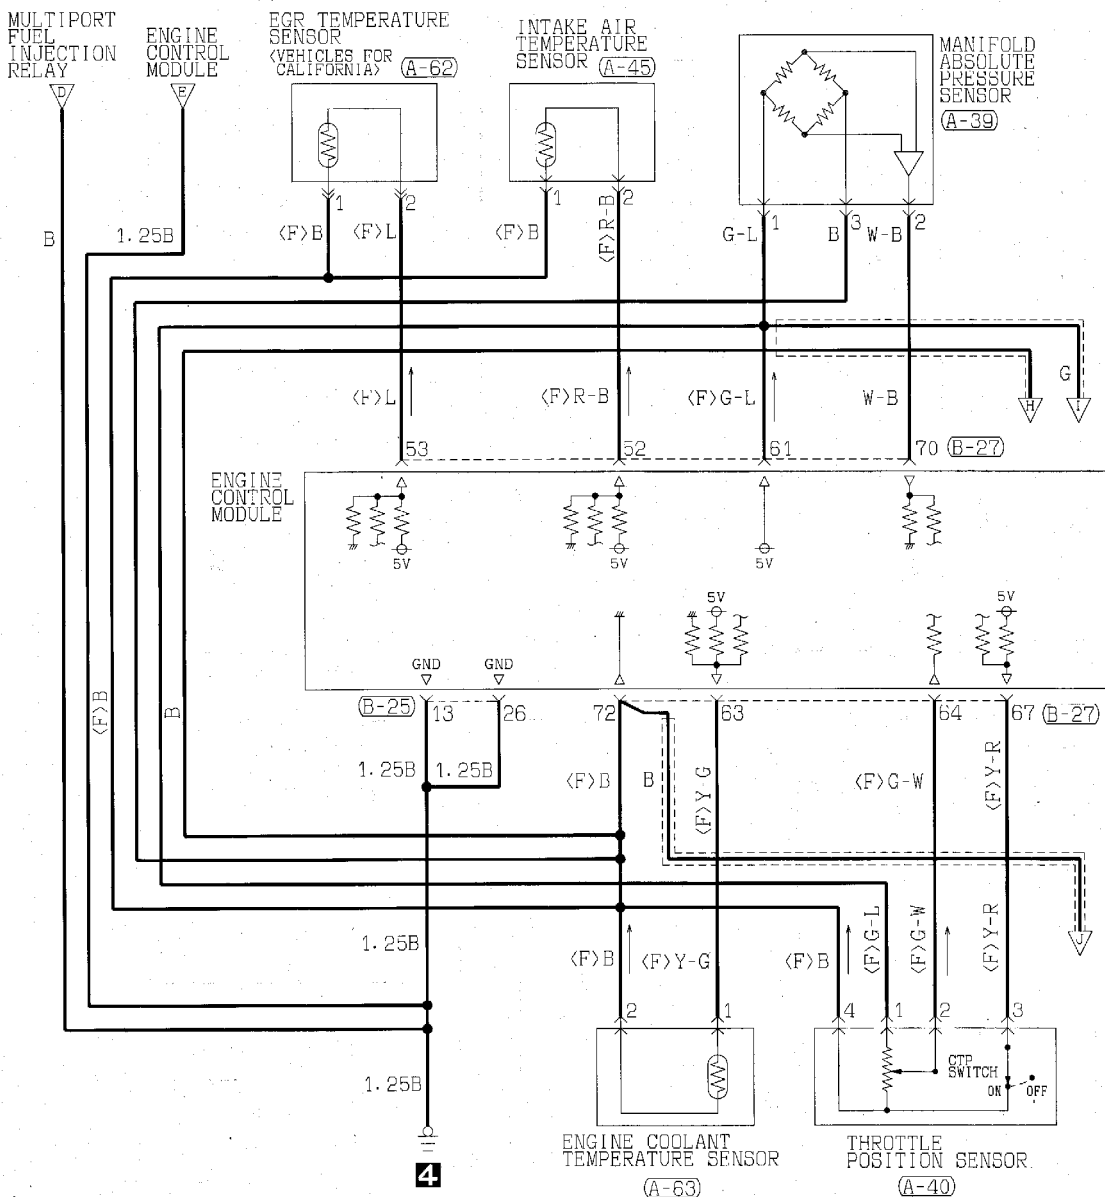 MULTIPORT
FUEL
INJECTION
RELAY
ENGINE
CONTROL
MODULE
EGR TEMPERATURE
SENSOR
<VEHICLES FOR
CALIFORNIA> (A-62)
INTAKE AIR
TEMPERATURE
SENSOR (A-45)
MANIFOLD
ABSOLUTE
PRESSURE
SENSOR
(A-39)
D
E
1 2 1 2 1 3 2
B
1.25B
<F>B
<F>L
<F>B
<F>R-B
G-L
B
W-B
<F>L
<F>R-B
<F>G-L
W-B
G
H
I
53
52
61
70 (B-27)
ENGINE
CONTROL
MODULE
5V
5V
5V
5V
5V
GND
GND
(B-25) 13
26
72
63
64
67 (B-27)
<F>B
B
1.25B
1.25B
<F>B
B
<F>Y-G
<F>G-W
<F>Y-R
1.25B
<F>B
<F>Y-G
<F>B
<F>G-L
<F>G-W
<F>Y-R
J
2
1
4
1
2
3
CTP
SWITCH
ON
OFF
1.25B
4
ENGINE COOLANT
TEMPERATURE SENSOR
(A-63)
THROTTLE
POSITION SENSOR
(A-40)